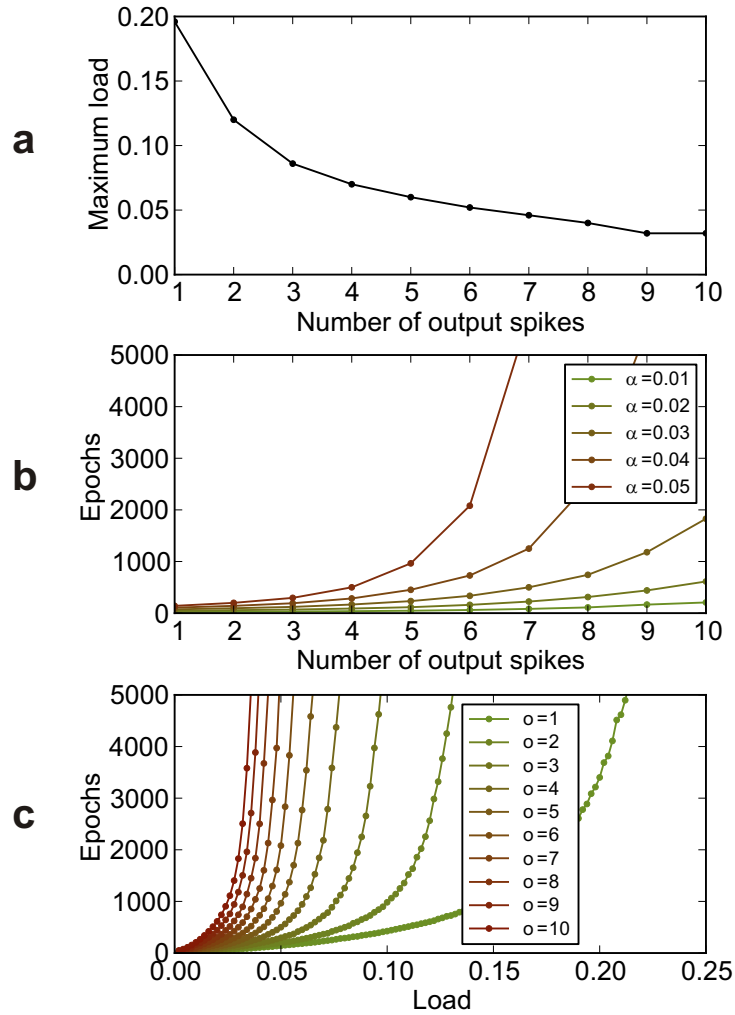 a
Maximum load
0.20
0.15
0.10
0.05
0.00
1 2 3 4 5 6 7 8 9 10
Number of output spikes
b
Epochs
5000
4000
3000
2000
1000
0
α=0.01
α=0.02
α=0.03
α=0.04
α=0.05
1 2 3 4 5 6 7 8 9 10
Number of output spikes
c
Epochs
5000
4000
3000
2000
1000
0
o=1
o=2
o=3
o=4
o=5
o=6
o=7
o=8
o=9
o=10
0.00 0.05 0.10 0.15 0.20 0.25
Load